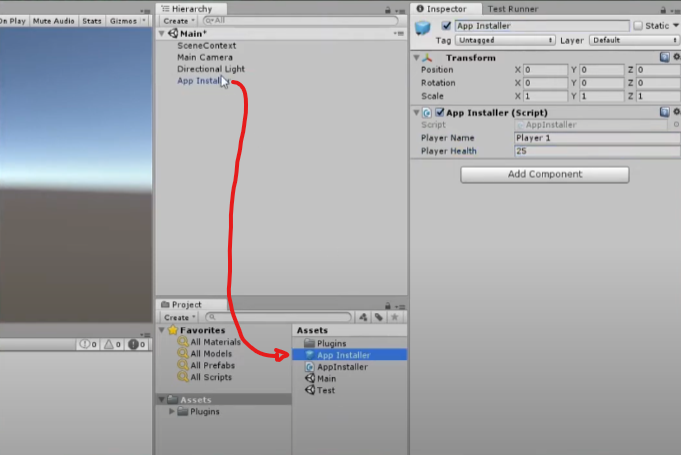 On Play Mute Audio Stats Gizmos
Hierarchy
Create All
Main*
SceneContext
Main Camera
Directional Light
App Install
Project
Create
Favorites
All Materials
All Models
All Prefabs
All Scripts
Assets
Plugins
Assets
Plugins
App Installer
AppInstaller
Main
Test
0 0 0
Inspector Test Runner
App Installer Static
Tag Untagged Layer Default
Transform
Position X 0 Y 0 Z 0
Rotation X 0 Y 0 Z 0
Scale X 1 Y 1 Z 1
App Installer (Script)
Script AppInstaller
Player Name Player 1
Player Health 25
Add Component